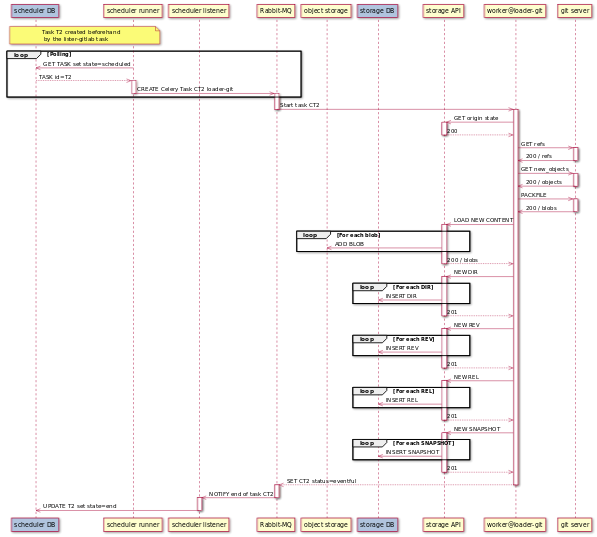 scheduler DB
scheduler runner
scheduler listener
Rabbit-MQ
object storage
storage DB
storage API
worker@loader-git
git server
Task T2 created beforehand
by the lister-gitlab task
loop
[Polling]
GET TASK set state=scheduled
TASK id=T2
CREATE Celery Task CT2 loader-git
Start task CT2
GET origin state
200
GET refs
200 / refs
GET new_objects
200 / objects
PACKFILE
200 / blobs
LOAD NEW CONTENT
loop
[For each blob]
ADD BLOB
200 / blobs
NEW DIR
loop
[For each DIR]
INSERT DIR
201
NEW REV
loop
[For each REV]
INSERT REV
201
NEW REL
loop
[For each REL]
INSERT REL
201
NEW SNAPSHOT
loop
[For each SNAPSHOT]
INSERT SNAPSHOT
201
SET CT2 status=eventful
NOTIFY end of task CT2
UPDATE T2 set state=end
scheduler DB
scheduler runner
scheduler listener
Rabbit-MQ
object storage
storage DB
storage API
worker@loader-git
git server